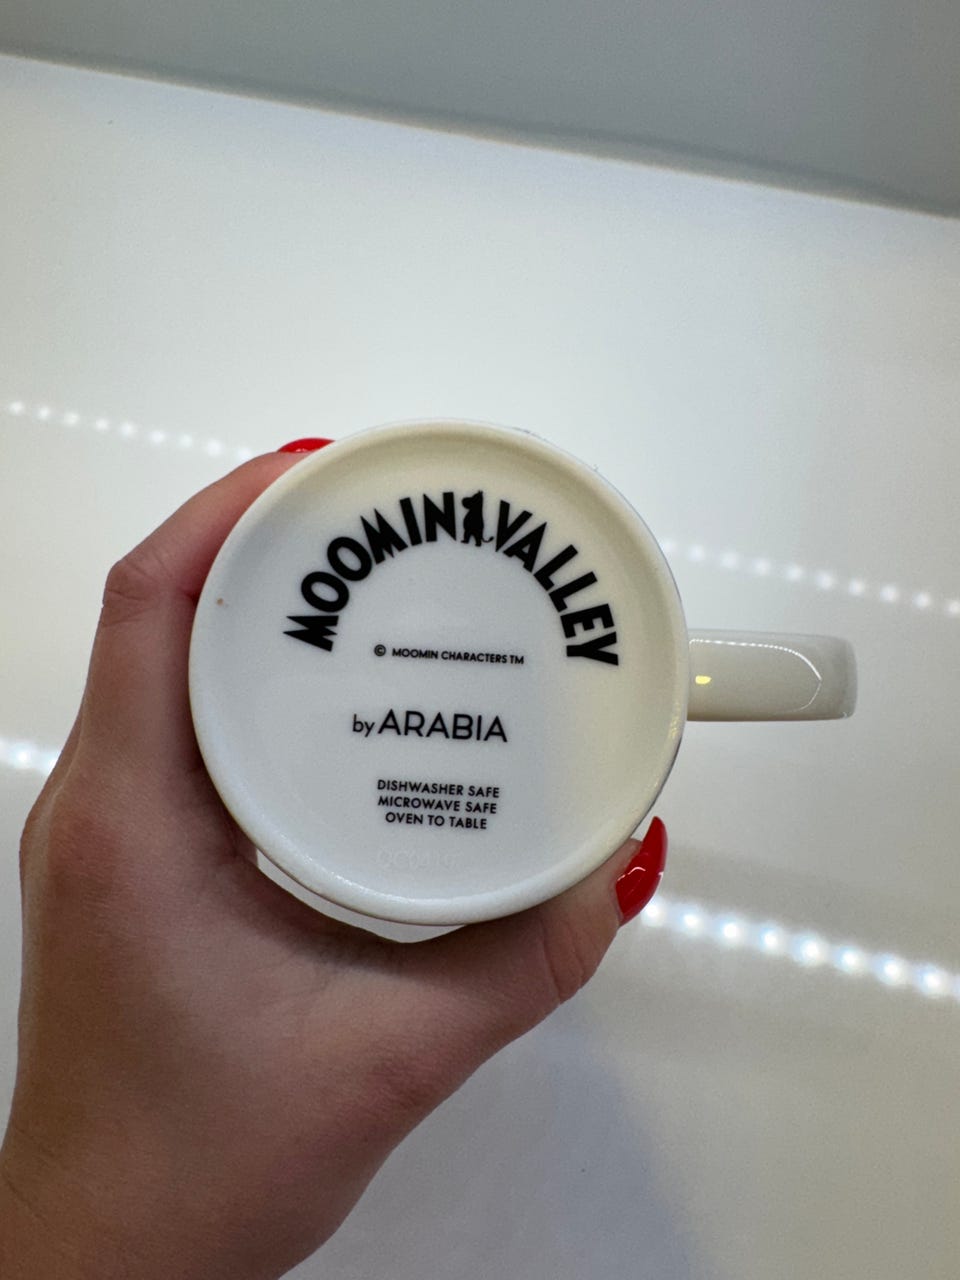 MOOMINVALLEY
© MOOMIN CHARACTERS TM
by ARABIA
DISHWASHER SAFE
MICROWAVE SAFE
OVEN TO TABLE